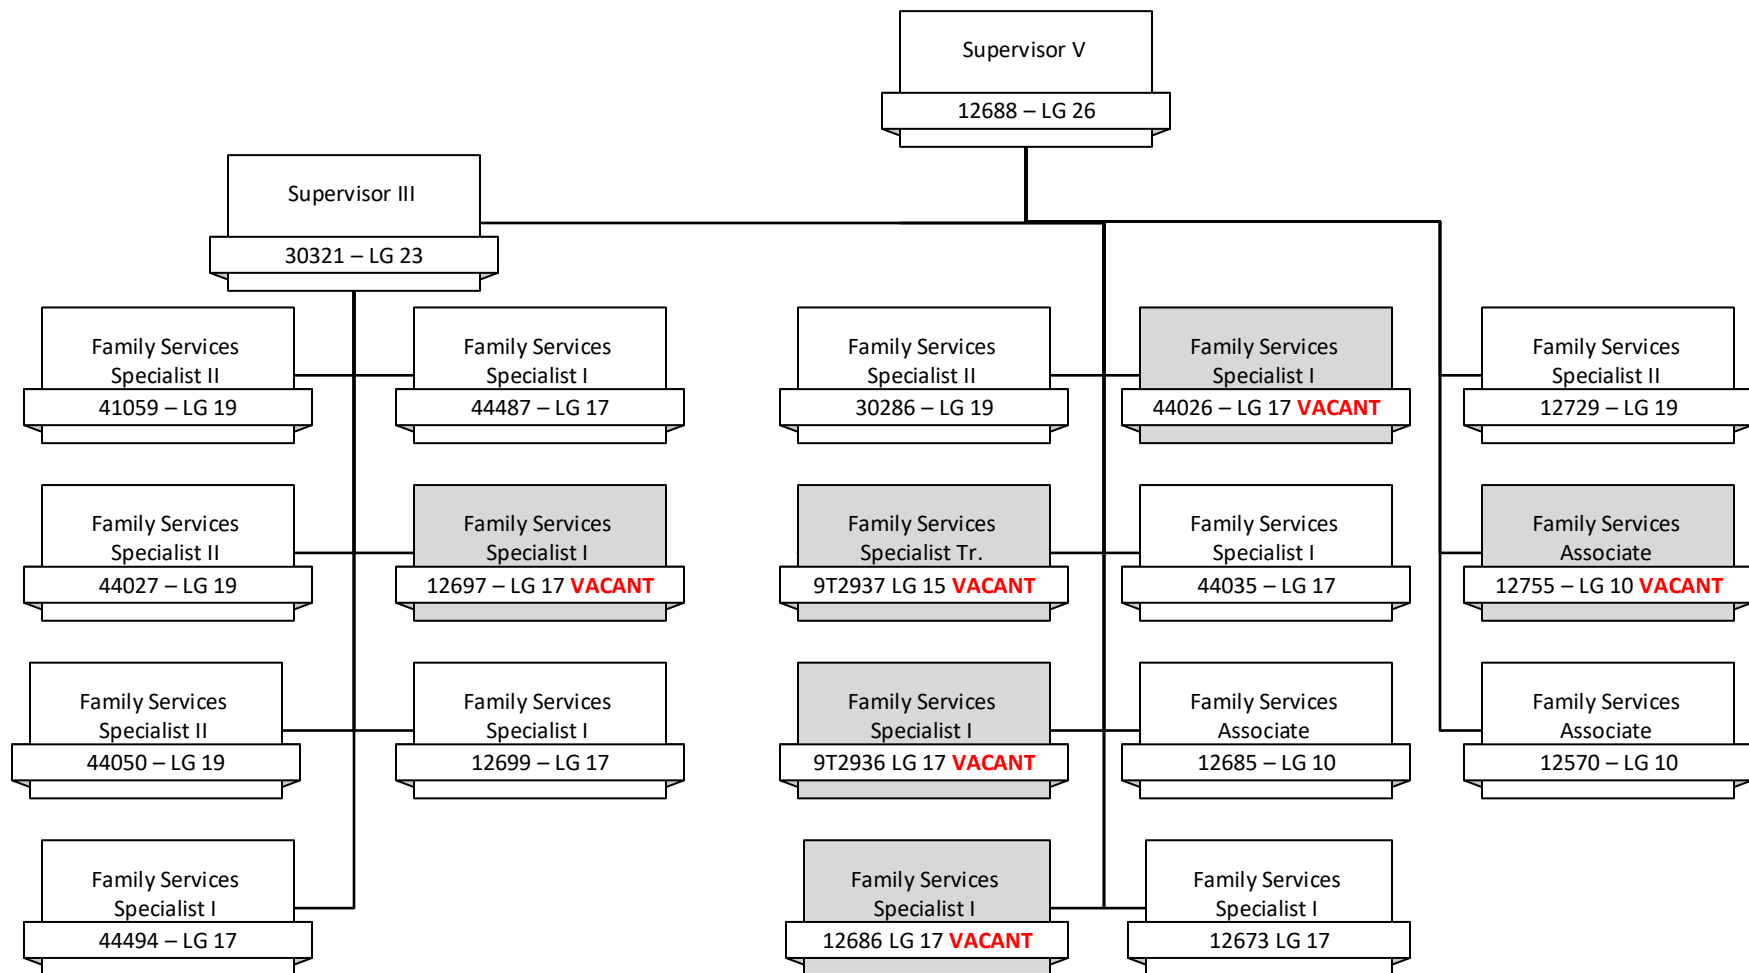 Supervisor V
12688 – LG 26
Supervisor III
30321 – LG 23
Family Services
Specialist II
41059 – LG 19
Family Services
Specialist I
44487 – LG 17
Family Services
Specialist II
30286 – LG 19
Family Services
Specialist I
44026 – LG 17 VACANT
Family Services
Specialist II
12729 – LG 19
Family Services
Specialist II
44027 – LG 19
Family Services
Specialist I
12697 – LG 17 VACANT
Family Services
Specialist Tr.
9T2937 LG 15 VACANT
Family Services
Specialist I
44035 – LG 17
Family Services
Associate
12755 – LG 10 VACANT
Family Services
Specialist II
44050 – LG 19
Family Services
Specialist I
12699 – LG 17
Family Services
Specialist I
9T2936 LG 17 VACANT
Family Services
Associate
12685 – LG 10
Family Services
Associate
12570 – LG 10
Family Services
Specialist I
44494 – LG 17
Family Services
Specialist I
12686 LG 17 VACANT
Family Services
Specialist I
12673 LG 17